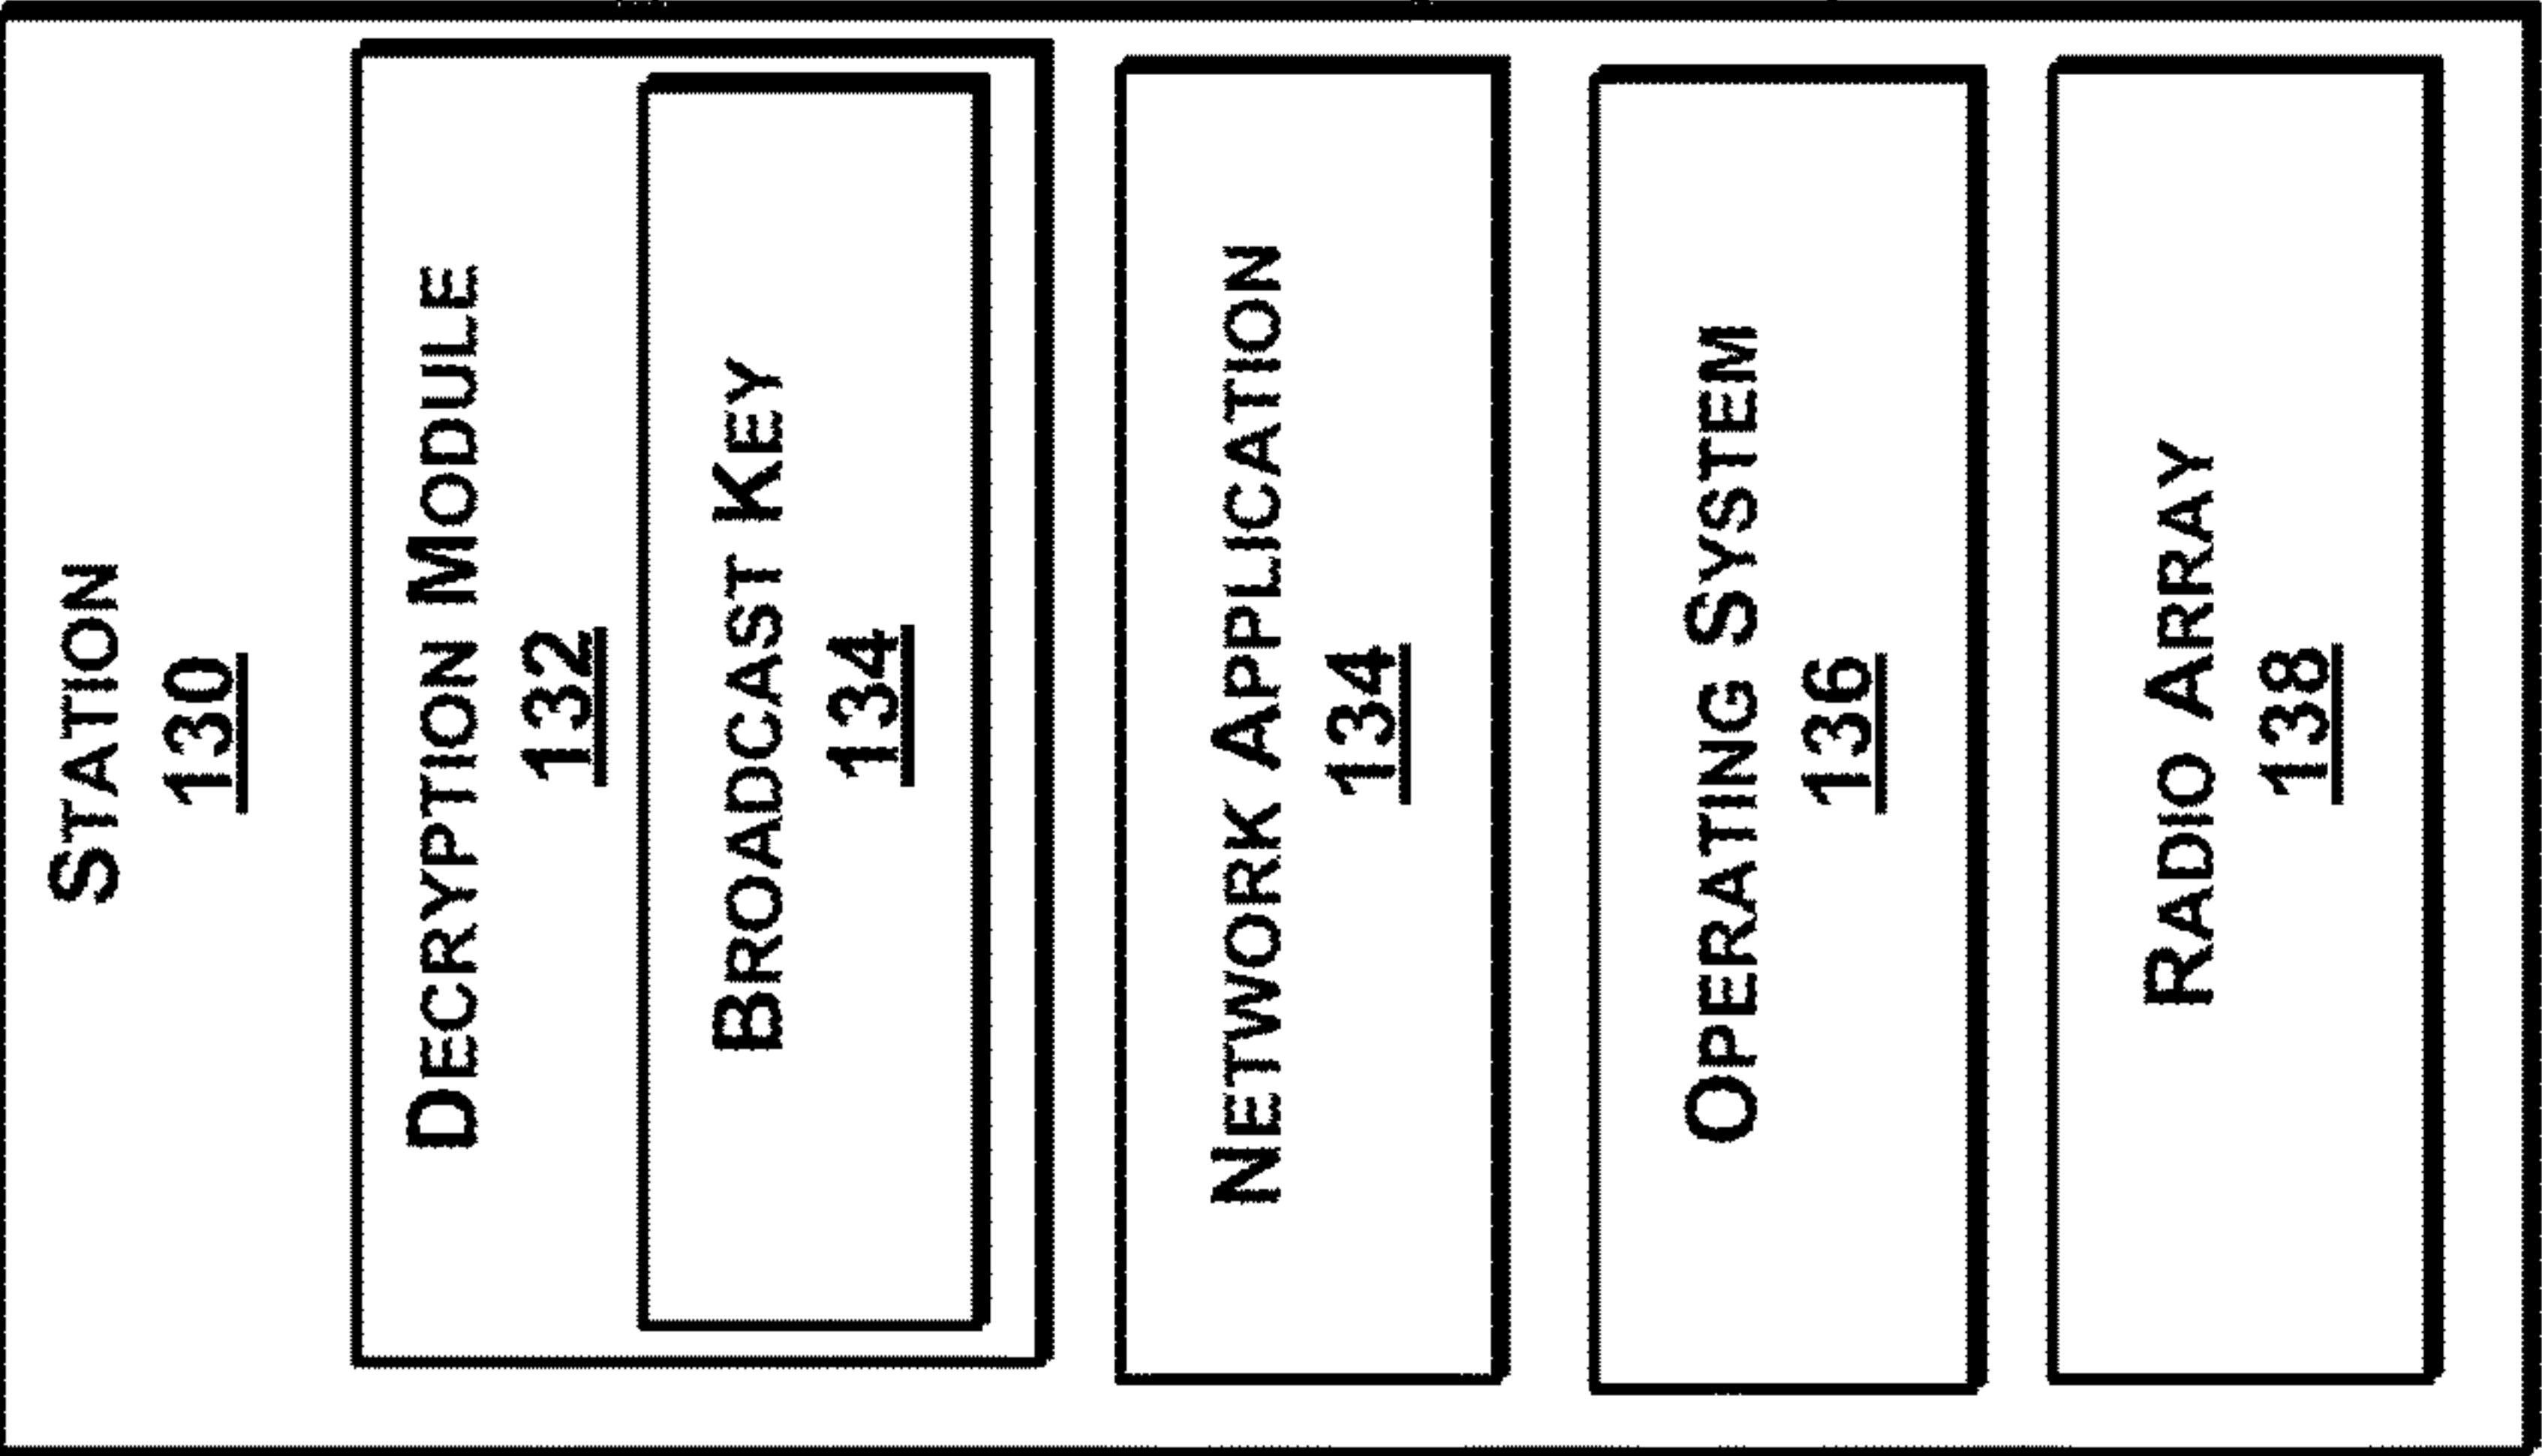 STATION
130
DECRYPTION MODULE
132
BROADCAST KEY
134
NETWORK APPLICATION
134
OPERATING SYSTEM
136
RADIO ARRAY
138